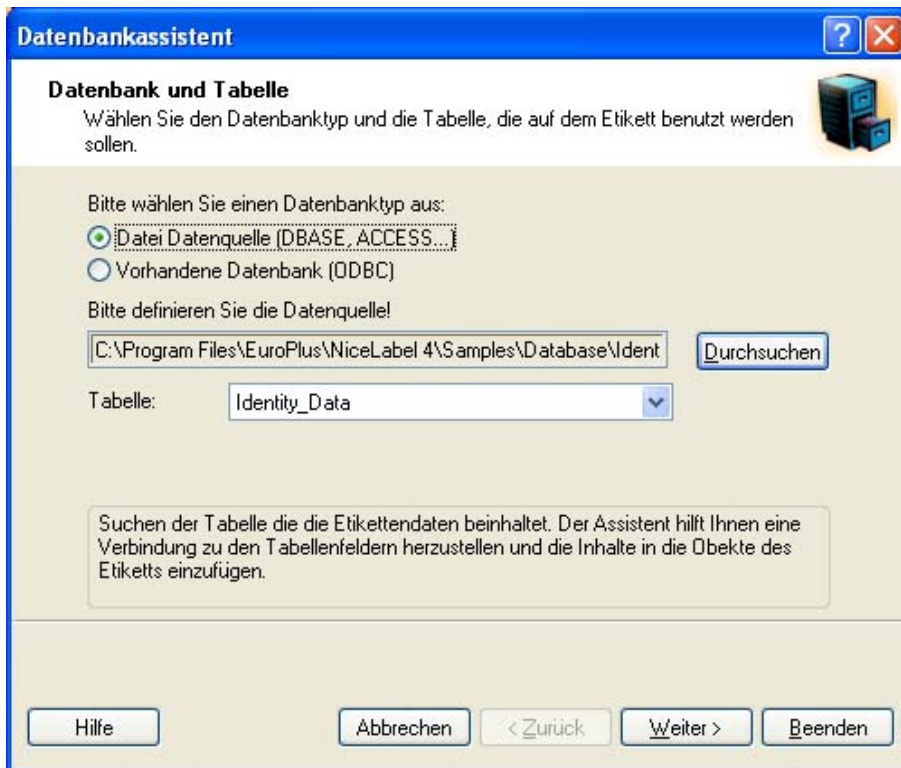 Datenbankassistent
Datenbank und Tabelle
Wählen Sie den Datenbanktyp und die Tabelle, die auf dem Etikett benutzt werden
sollen.
Bitte wählen Sie einen Datenbanktyp aus:
Datei Datenquelle (DBASE, ACCESS...)
Vorhandene Datenbank (ODBC)
Bitte definieren Sie die Datenquelle!
C:\Program Files\EuroPlus\NiceLabel 4\Samples\Database\Ident
Durchsuchen
Tabelle:
Identity_Data
Suchen der Tabelle die die Etikettendaten beinhaltet. Der Assistent hilft Ihnen eine
Verbindung zu den Tabellenfeldern herzustellen und die Inhalte in die Obekte des
Etiketts einzufügen.
Hilfe
Abbrechen
< Zurück
Weiter >
Beenden